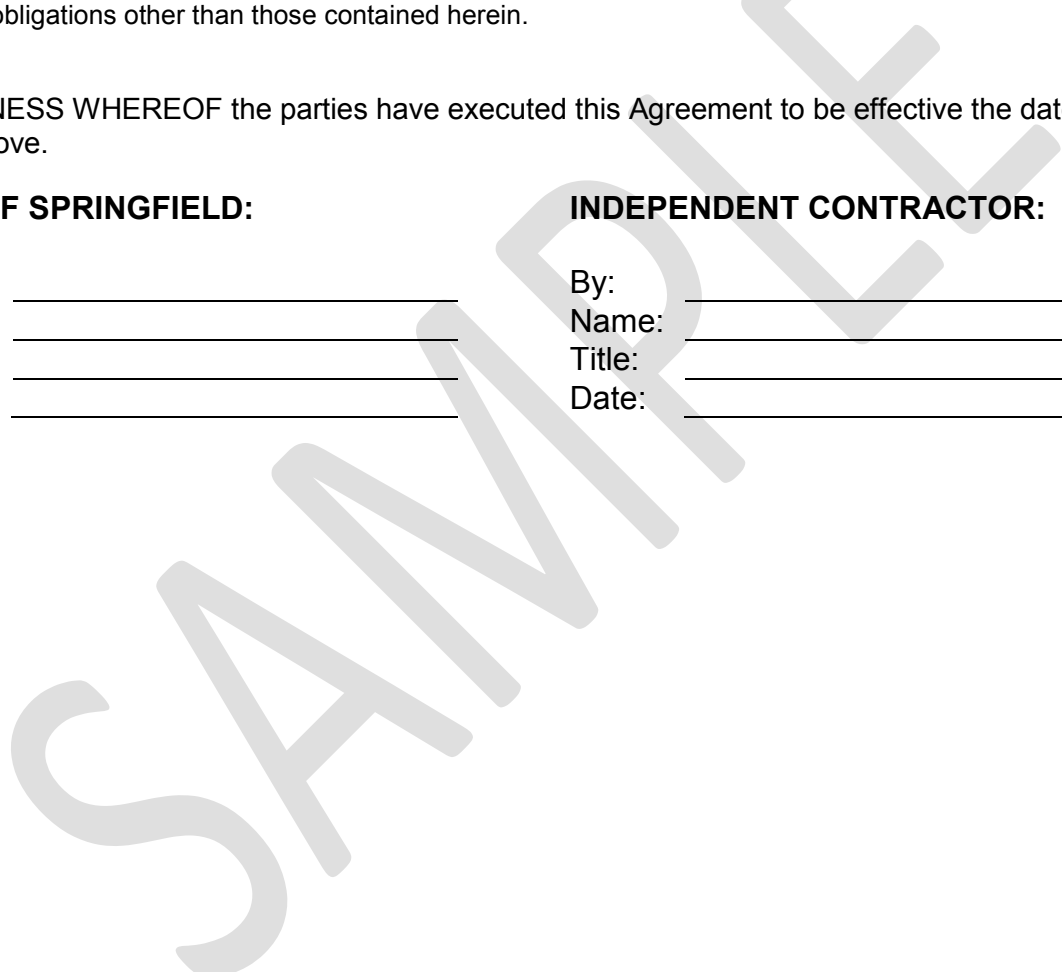 obligations other than those contained herein.
NESS WHEREOF the parties have executed this Agreement to be effective the dat
ove.
F SPRINGFIELD:
INDEPENDENT CONTRACTOR:
By:
Name:
Title:
Date:
SAMPLE